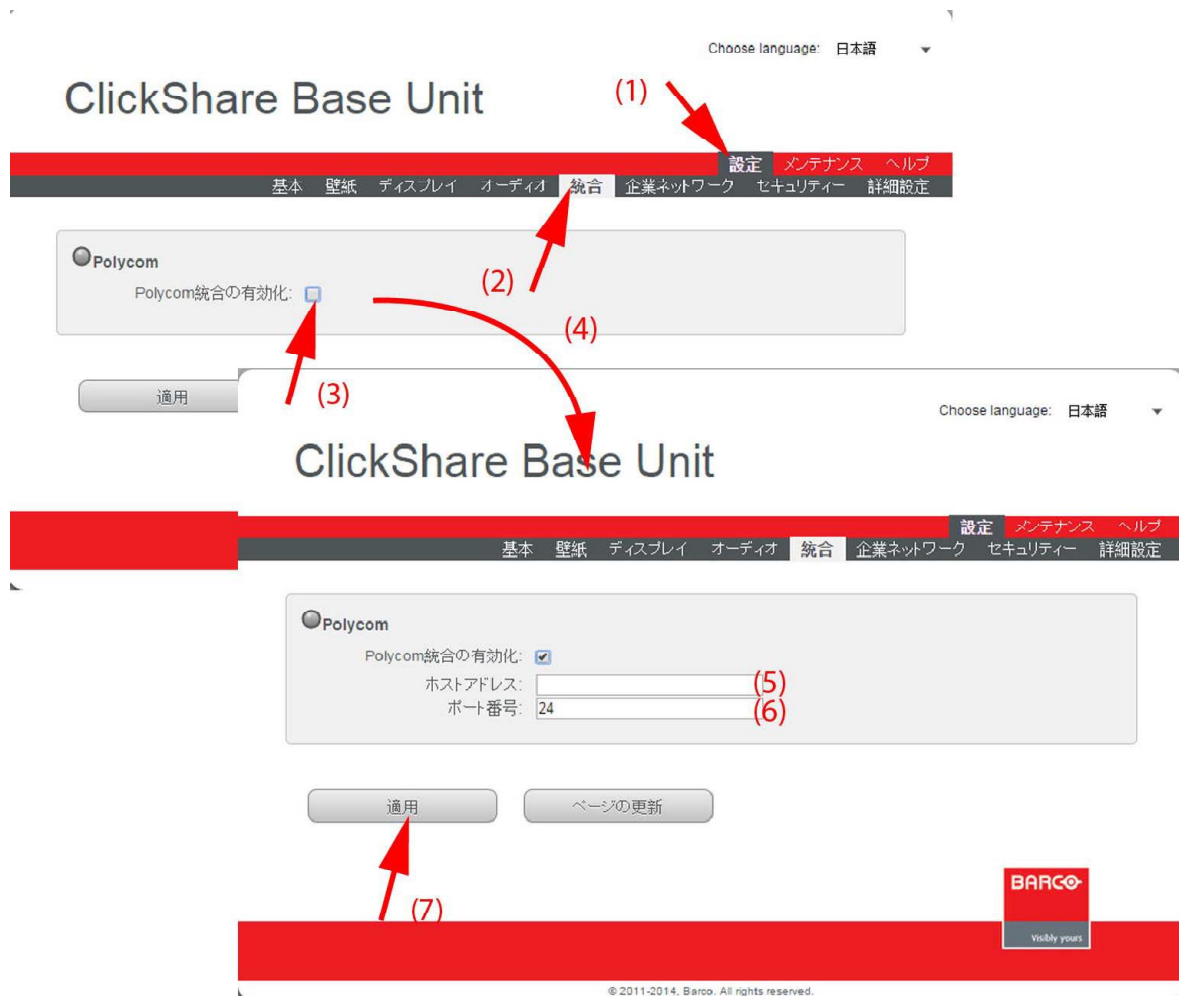 Choose language: 日本語
ClickShare Base Unit
(1)
設定 メンテナンス ヘルプ
基本 壁紙 ディスプレイ オーディオ 統合 企業ネットワーク セキュリティー 詳細設定
Polycom
Polycom統合の有効化:
(2)
(4)
(3)
適用
Choose language: 日本語
ClickShare Base Unit
設定 メンテナンス ヘルプ
基本 壁紙 ディスプレイ オーディオ 統合 企業ネットワーク セキュリティー 詳細設定
Polycom
Polycom統合の有効化:
ホストアドレス: (5)
ポート番号: 24 (6)
適用 ページの更新
(7)
BARCO
Visibly yours
© 2011-2014, Barco. All rights reserved.